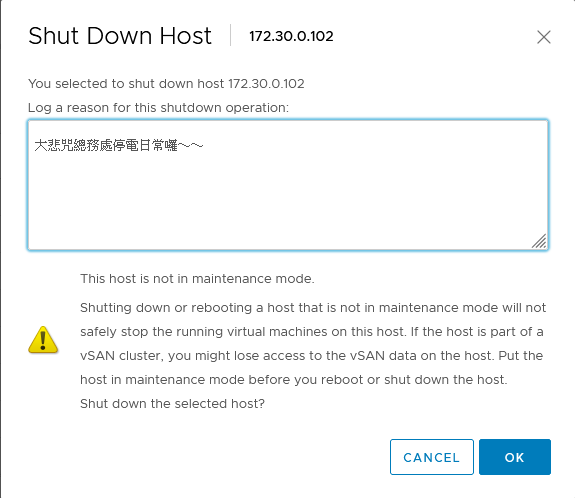 Shut Down Host 172.30.0.102
You selected to shut down host 172.30.0.102
Log a reason for this shutdown operation:
大悲咒總務處停電日常囉～～
This host is not in maintenance mode.
Shutting down or rebooting a host that is not in maintenance mode will not
safely stop the running virtual machines on this host. If the host is part of a
vSAN cluster, you might lose access to the vSAN data on the host. Put the
host in maintenance mode before you reboot or shut down the host.
Shut down the selected host?
CANCEL OK